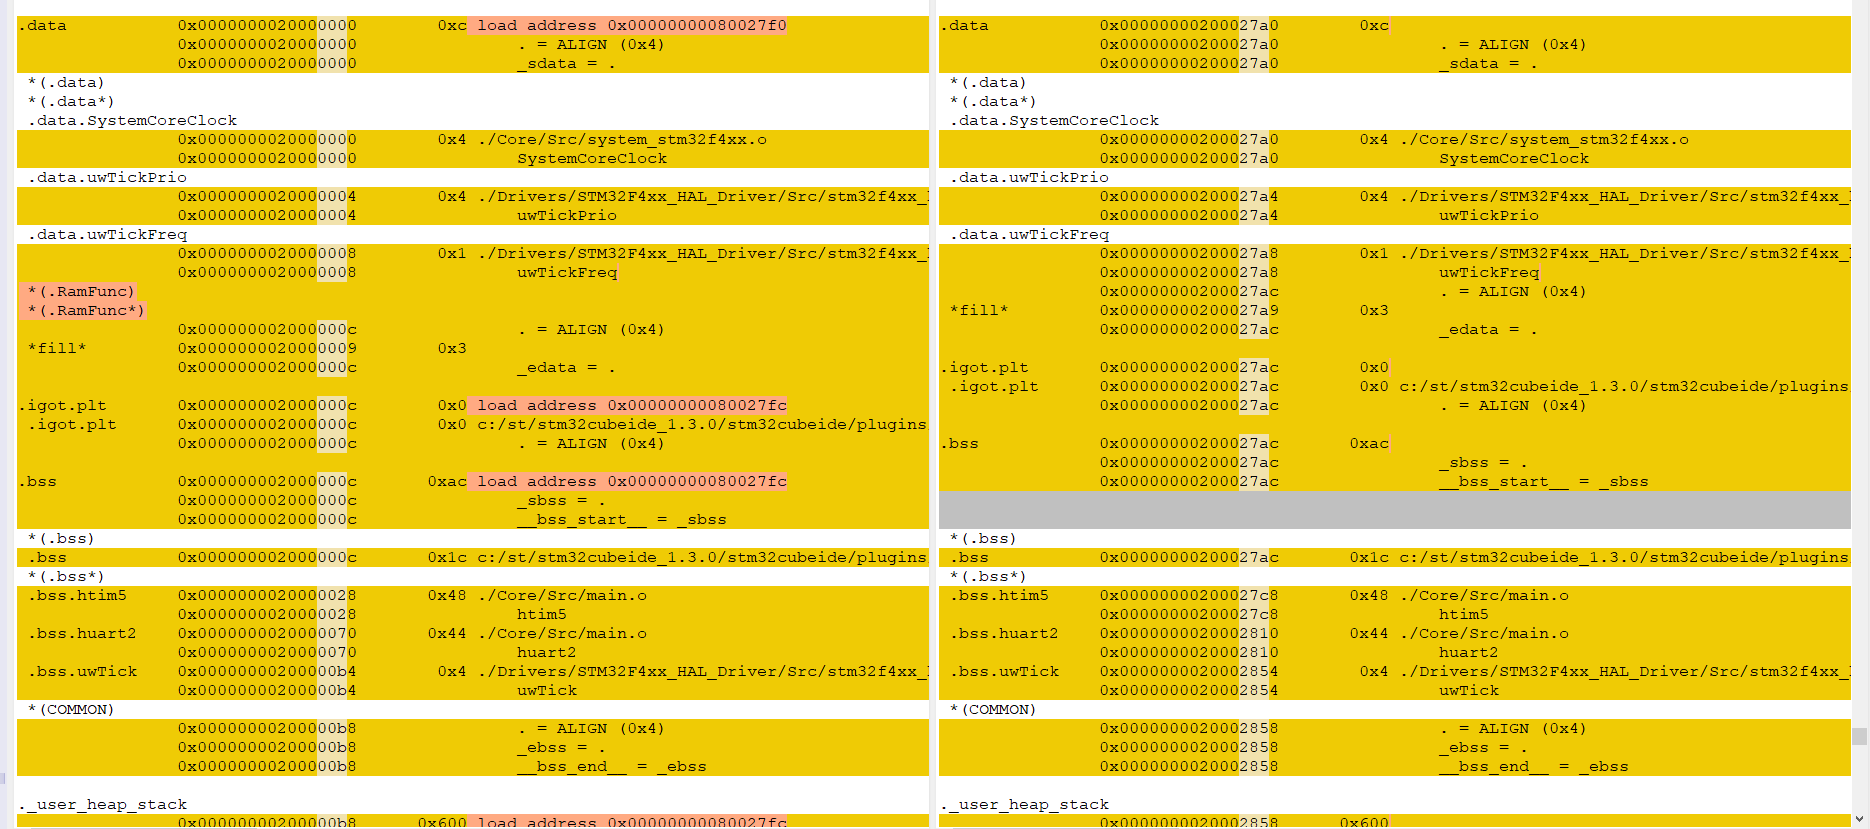 .data 0x0000000020000000 0xc load address 0x00000000080027f0
0x0000000020000000 . = ALIGN (0x4)
0x0000000020000000 _sdata = .
*(.data)
*(.data*)
.data.SystemCoreClock
0x0000000020000000 0x4 ./Core/Src/system_stm32f4xx.o
0x0000000020000000 SystemCoreClock
.data.uwTickPrio
0x0000000020000004 0x4 ./Drivers/STM32F4xx_HAL_Driver/Src/stm32f4xx_
0x0000000020000004 uwTickPrio
.data.uwTickFreq
0x0000000020000008 0x1 ./Drivers/STM32F4xx_HAL_Driver/Src/stm32f4xx_
0x0000000020000008 uwTickFreq
*(.RamFunc)
*(.RamFunc*)
0x000000002000000c . = ALIGN (0x4)
*fill* 0x0000000020000009 0x3
0x000000002000000c _edata = .
.igot.plt 0x000000002000000c 0x0 load address 0x00000000080027fc
.igot.plt 0x000000002000000c 0x0 c:/st/stm32cubeide_1.3.0/stm32cubeide/plugins
0x000000002000000c . = ALIGN (0x4)
.bss 0x000000002000000c 0xac load address 0x00000000080027fc
0x000000002000000c _sbss = .
0x000000002000000c __bss_start__ = _sbss
*(.bss)
.bss 0x000000002000000c 0x1c c:/st/stm32cubeide_1.3.0/stm32cubeide/plugins
*(.bss*)
.bss.htim5 0x0000000020000028 0x48 ./Core/Src/main.o
0x0000000020000028 htim5
.bss.huart2 0x0000000020000070 0x44 ./Core/Src/main.o
0x0000000020000070 huart2
.bss.uwTick 0x00000000200000b4 0x4 ./Drivers/STM32F4xx_HAL_Driver/Src/stm32f4xx_
0x00000000200000b4 uwTick
*(COMMON)
0x00000000200000b8 . = ALIGN (0x4)
0x00000000200000b8 _ebss = .
0x00000000200000b8 __bss_end__ = _ebss
._user_heap_stack
0x00000000200000b8 0x600 load address 0x00000000080027fc
.data 0x00000000200027a0 0xc
0x00000000200027a0 . = ALIGN (0x4)
0x00000000200027a0 _sdata = .
*(.data)
*(.data*)
.data.SystemCoreClock
0x00000000200027a0 0x4 ./Core/Src/system_stm32f4xx.o
0x00000000200027a0 SystemCoreClock
.data.uwTickPrio
0x00000000200027a4 0x4 ./Drivers/STM32F4xx_HAL_Driver/Src/stm32f4xx_
0x00000000200027a4 uwTickPrio
.data.uwTickFreq
0x00000000200027a8 0x1 ./Drivers/STM32F4xx_HAL_Driver/Src/stm32f4xx_
0x00000000200027a8 uwTickFreq
0x00000000200027ac . = ALIGN (0x4)
*fill* 0x00000000200027a9 0x3
0x00000000200027ac _edata = .
.igot.plt 0x00000000200027ac 0x0
.igot.plt 0x00000000200027ac 0x0 c:/st/stm32cubeide_1.3.0/stm32cubeide/plugins
0x00000000200027ac . = ALIGN (0x4)
.bss 0x00000000200027ac 0xac
0x00000000200027ac _sbss = .
0x00000000200027ac __bss_start__ = _sbss
*(.bss)
.bss 0x00000000200027ac 0x1c c:/st/stm32cubeide_1.3.0/stm32cubeide/plugins
*(.bss*)
.bss.htim5 0x00000000200027c8 0x48 ./Core/Src/main.o
0x00000000200027c8 htim5
.bss.huart2 0x0000000020002810 0x44 ./Core/Src/main.o
0x0000000020002810 huart2
.bss.uwTick 0x0000000020002854 0x4 ./Drivers/STM32F4xx_HAL_Driver/Src/stm32f4xx_
0x0000000020002854 uwTick
*(COMMON)
0x0000000020002858 . = ALIGN (0x4)
0x0000000020002858 _ebss = .
0x0000000020002858 __bss_end__ = _ebss
._user_heap_stack
0x0000000020002858 0x600